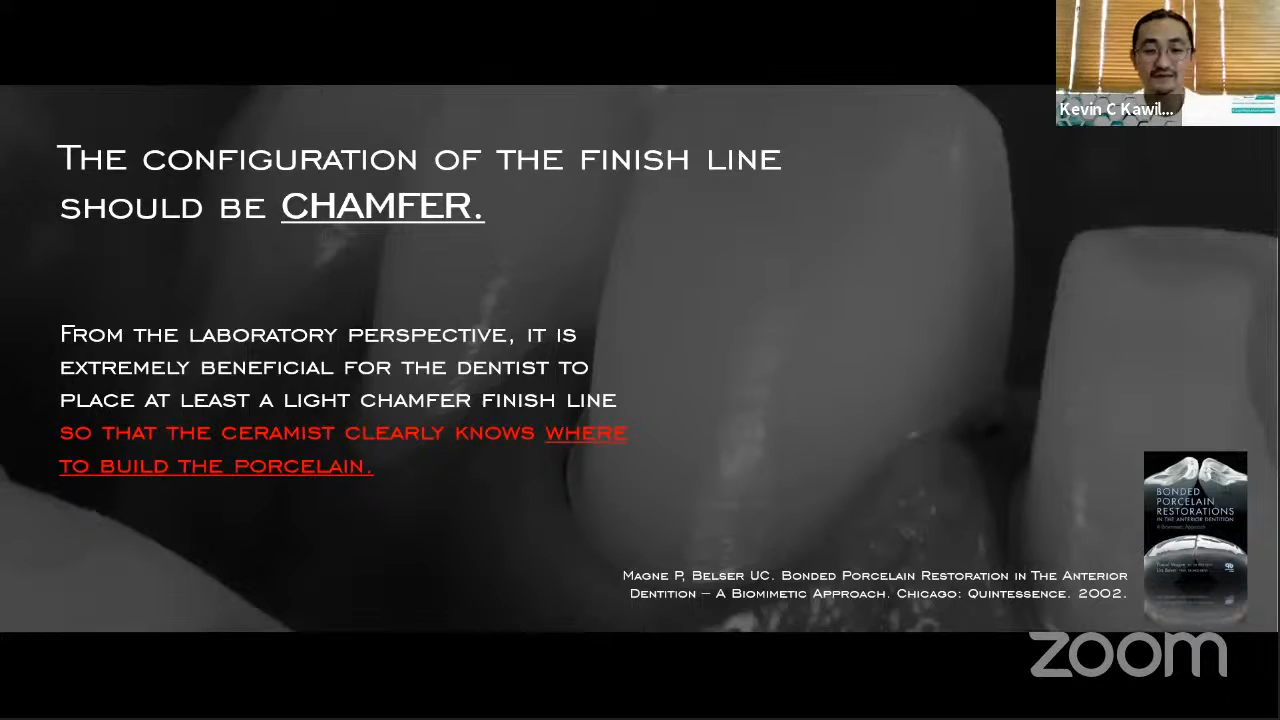 Kevin C Kawil...
THE CONFIGURATION OF THE FINISH LINE
SHOULD BE CHAMFER.
FROM THE LABORATORY PERSPECTIVE, IT IS
EXTREMELY BENEFICIAL FOR THE DENTIST TO
PLACE AT LEAST A LIGHT CHAMFER FINISH LINE
SO THAT THE CERAMIST CLEARLY KNOWS WHERE
TO BUILD THE PORCELAIN.
BONDED
PORCELAIN
RESTORATIONS
IN THE ANTERIOR DENTITION
A Biomimetic Approach
MAGNE P, BELSER UC. BONDED PORCELAIN RESTORATION IN THE ANTERIOR
DENTITION – A BIOMIMETIC APPROACH. CHICAGO: QUINTESSENCE. 2002.
zoom